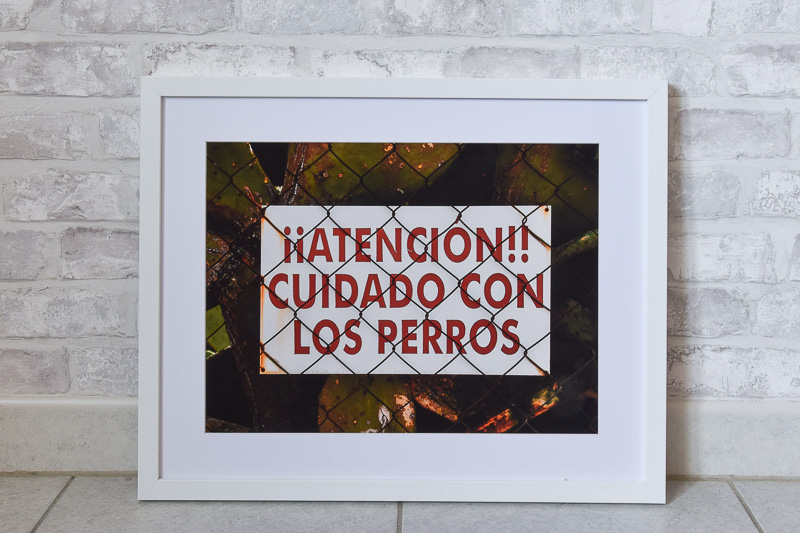 ¡¡ATENCION!!
CUIDADO CON
LOS PERROS